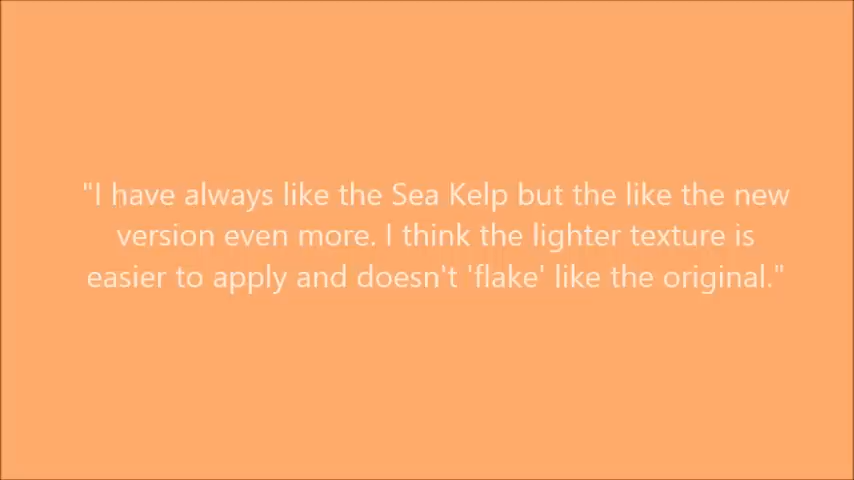 "I have always like the Sea Kelp but the like the new
version even more. I think the lighter texture is
easier to apply and doesn't 'flake' like the original."